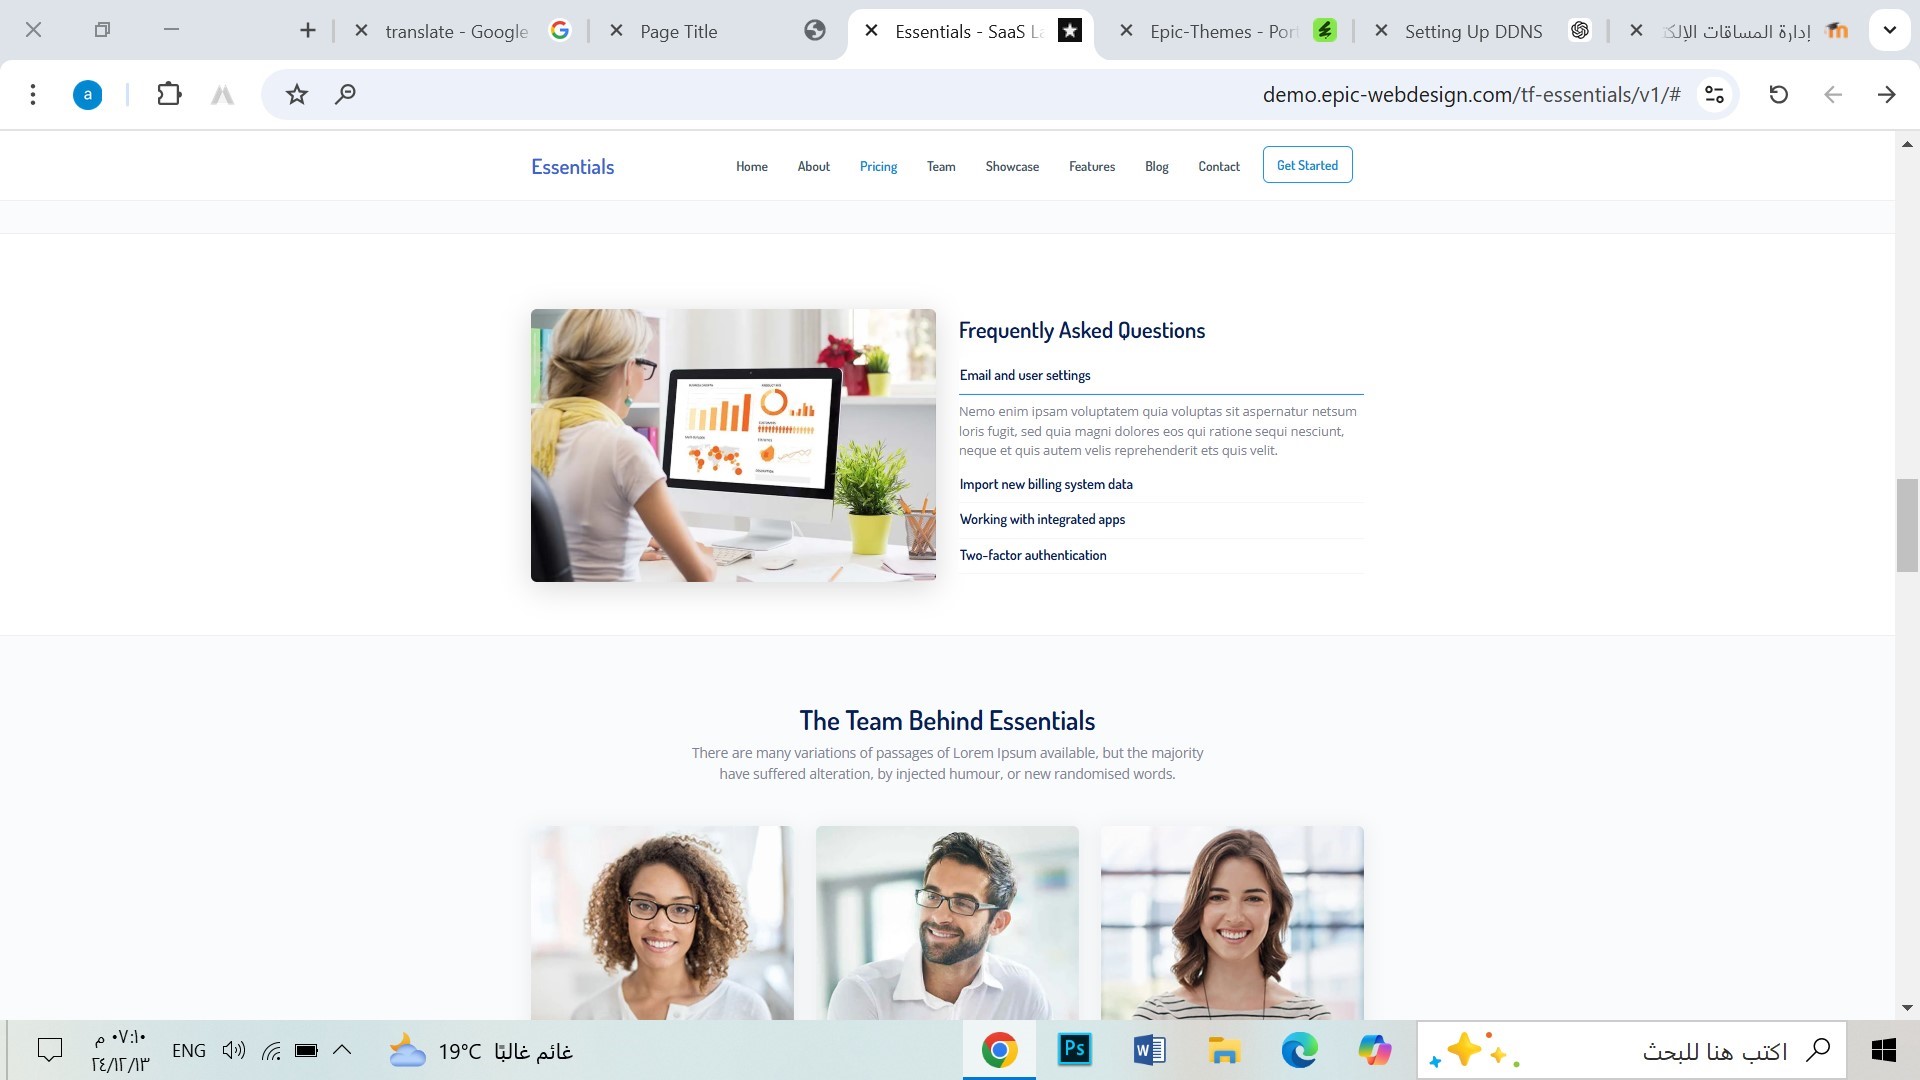 translate - Google
Page Title
Essentials - SaaS La
Epic-Themes - Port
Setting Up DDNS
إدارة المساقات الإلك
a
demo.epic-webdesign.com/tf-essentials/v1/#
Essentials
Home
About
Pricing
Team
Showcase
Features
Blog
Contact
Get Started
Frequently Asked Questions
Email and user settings
Nemo enim ipsam voluptatem quia voluptas sit aspernatur netsum
loris fugit, sed quia magni dolores eos qui ratione sequi nesciunt,
neque et quis autem velis reprehenderit ets quis velit.
Import new billing system data
Working with integrated apps
Two-factor authentication
The Team Behind Essentials
There are many variations of passages of Lorem Ipsum available, but the majority
have suffered alteration, by injected humour, or new randomised words.
٠٧:١٠ م
٢٤/١٢/١٣
ENG
19°C
غائم غالبًا
Ps
W
اكتب هنا للبحث